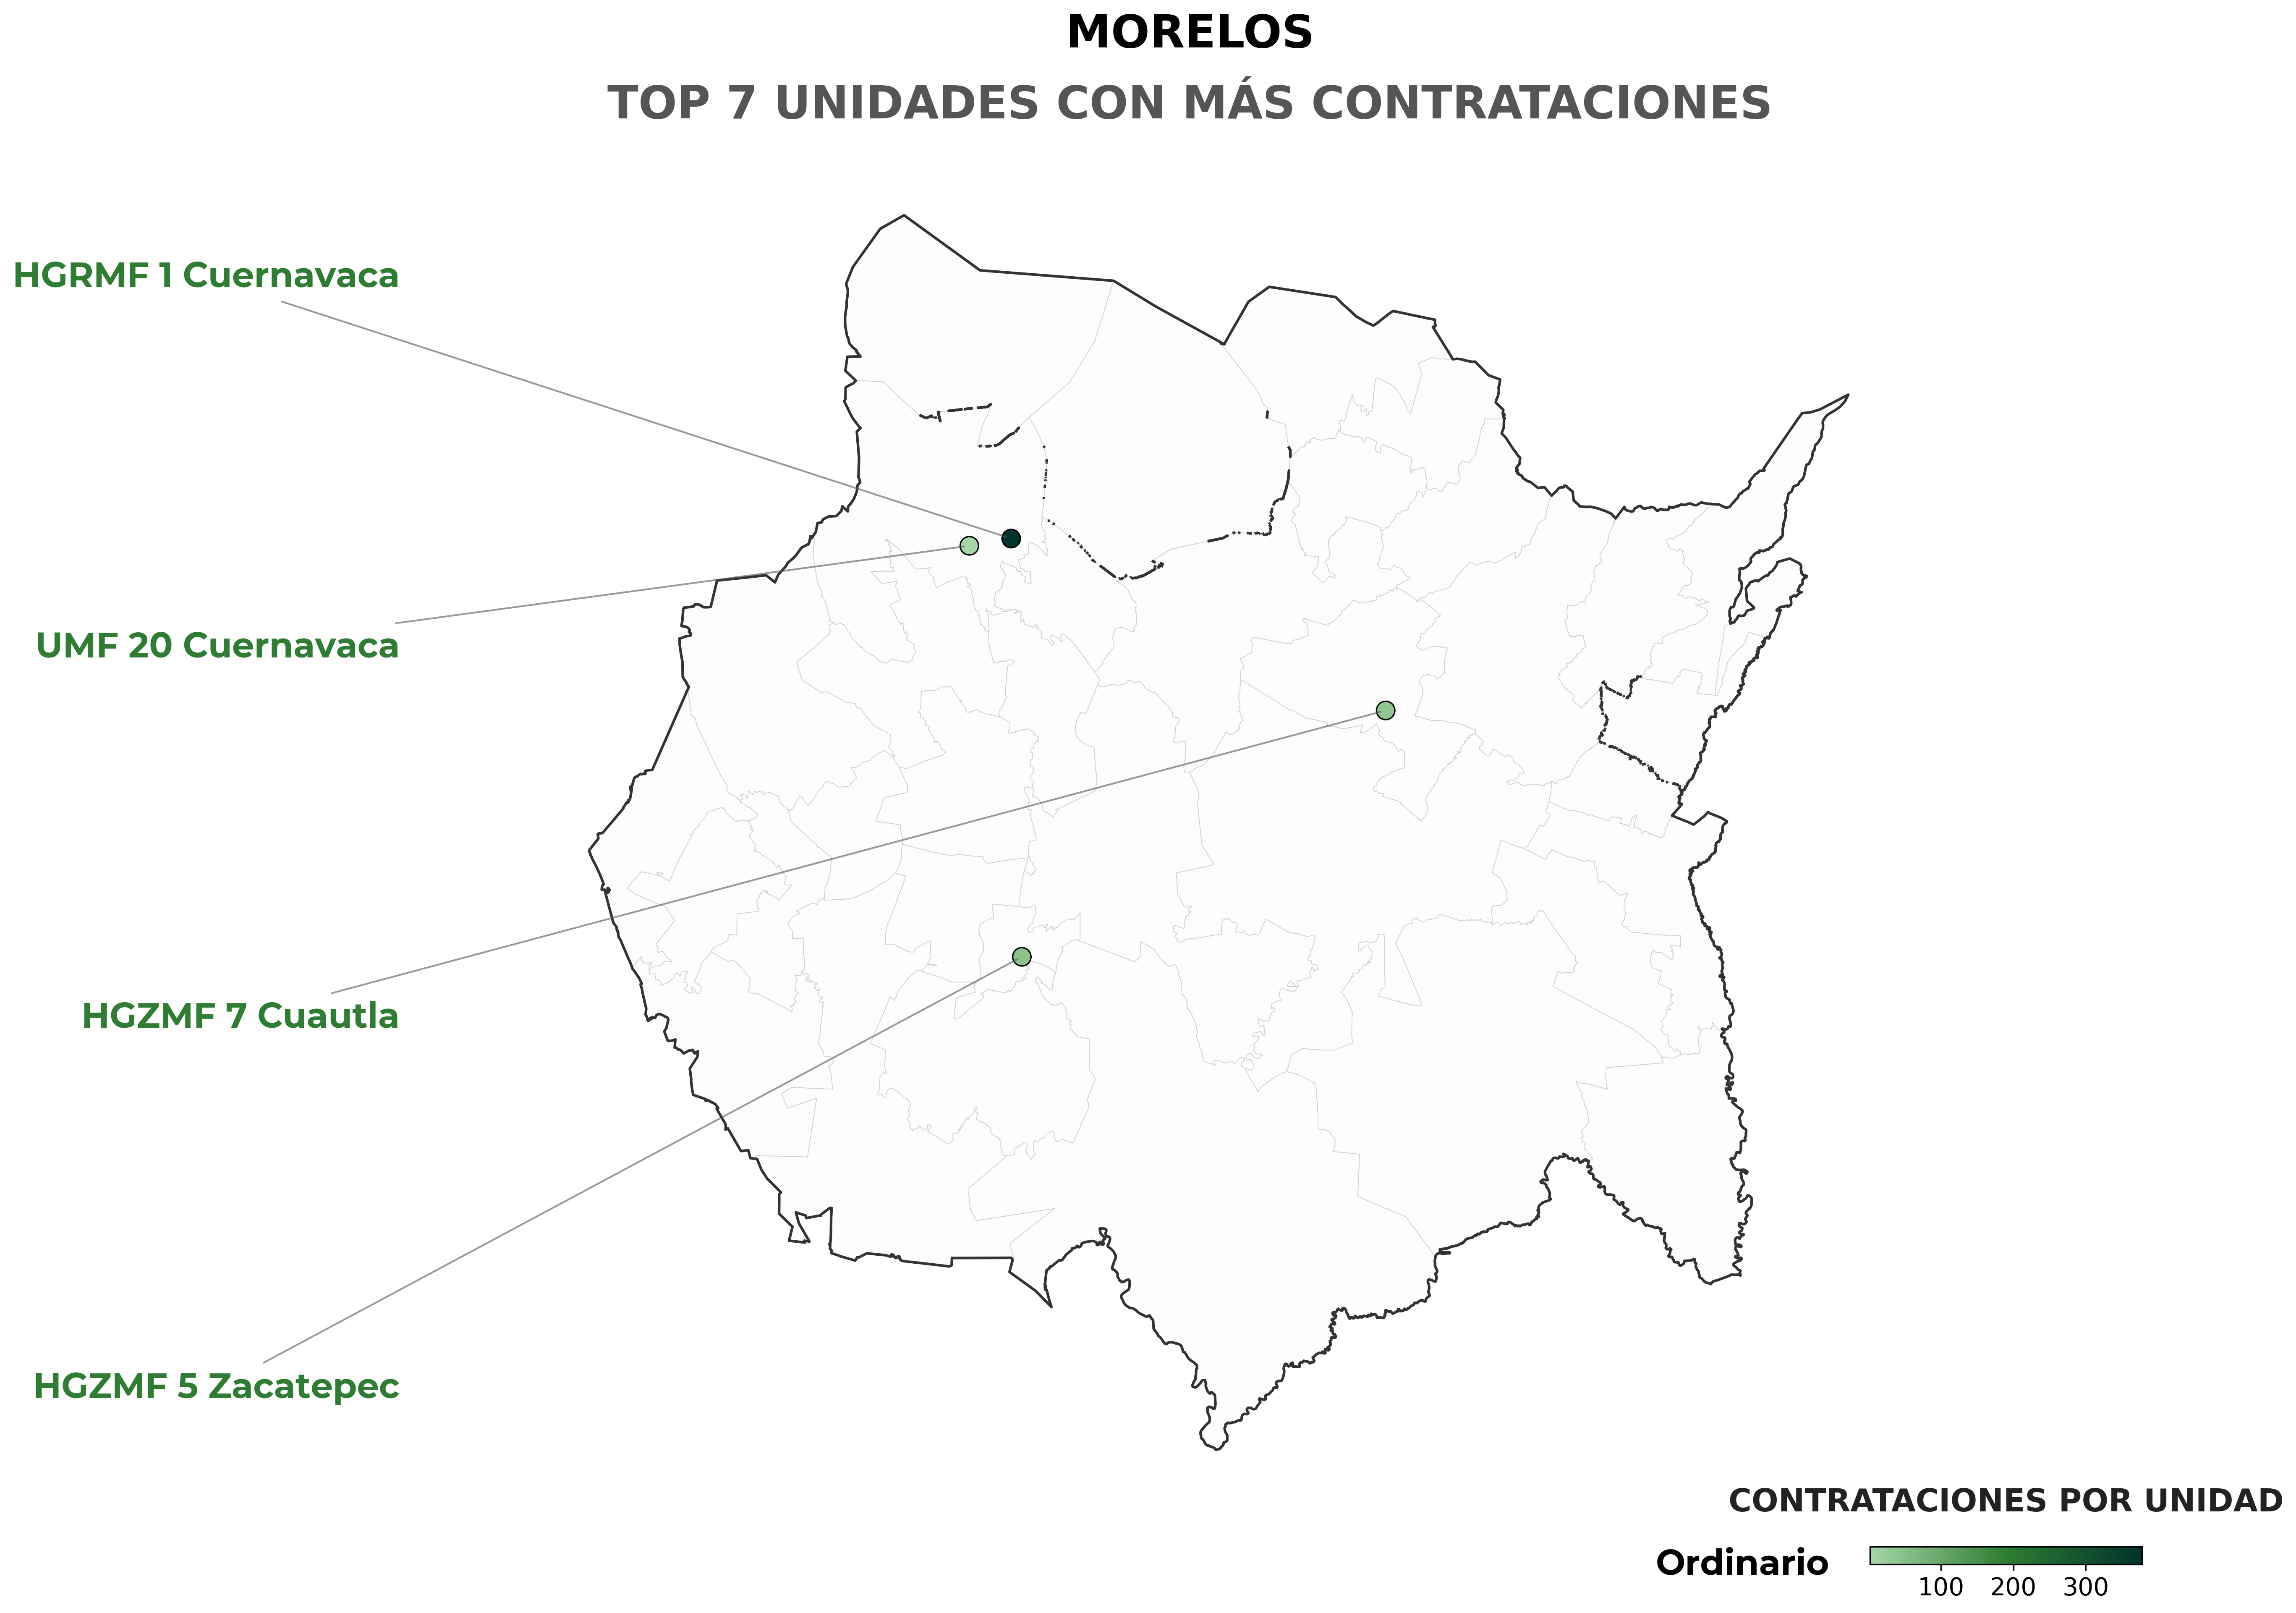 MORELOS
TOP 7 UNIDADES CON MÁS CONTRATACIONES
HGRMF 1 Cuernavaca
UMF 20 Cuernavaca
HGZMF 7 Cuautla
HGZMF 5 Zacatepec
CONTRATACIONES POR UNIDAD
Ordinario
100 200 300